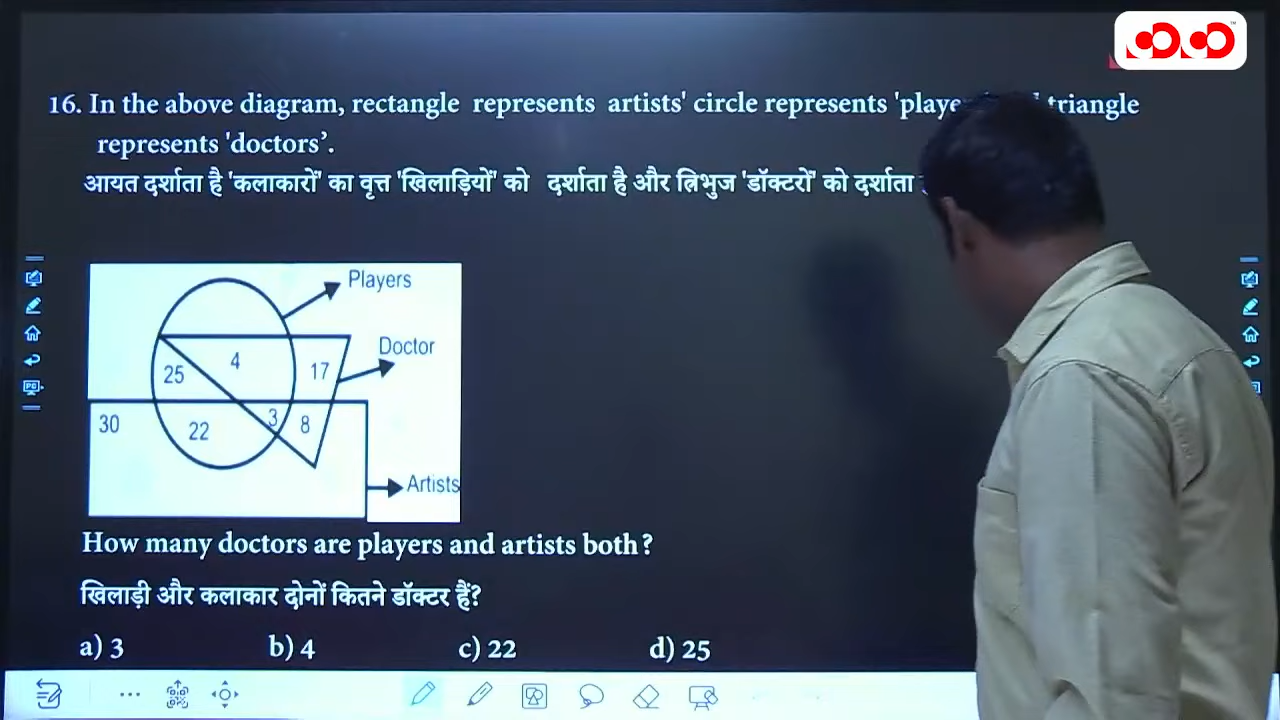 16. In the above diagram, rectangle represents artists' circle represents triangle
represents 'doctors’.
आयत दर्शाता है 'कलाकारों' का वृत्त 'खिलाड़ियों' को दर्शाता है और त्रिभुज 'डॉक्टरों' को दर्शाता
Players
Doctor
4
25
17
30
22
3
8
Artists
How many doctors are players and artists both?
खिलाड़ी और कलाकार दोनों कितने डॉक्टर हैं?
a) 3 b) 4 c) 22 d) 25